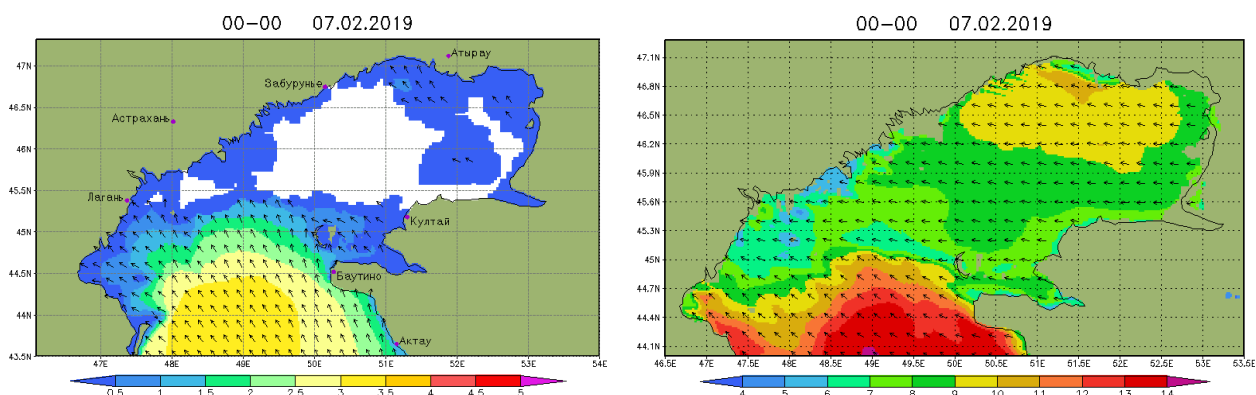 00-00 07.02.2019
47N
46.5N
46N
45.5N
45N
44.5N
44N
43.5N
Атырау
Забурунье
Астрахань
Лагань
Култай
Баутино
Актау
47E 48E 49E 50E 51E 52E 53E 54E
0.5 1 1.5 2 2.5 3 3.5 4 4.5 5
00-00 07.02.2019
47.1N
46.8N
46.5N
46.2N
45.9N
45.6N
45.3N
45N
44.7N
44.4N
44.1N
46.5E 47E 47.5E 48E 48.5E 49E 49.5E 50E 50.5E 51E 51.5E 52E 52.5E 53E 53.5E
4 5 6 7 8 9 10 11 12 13 14